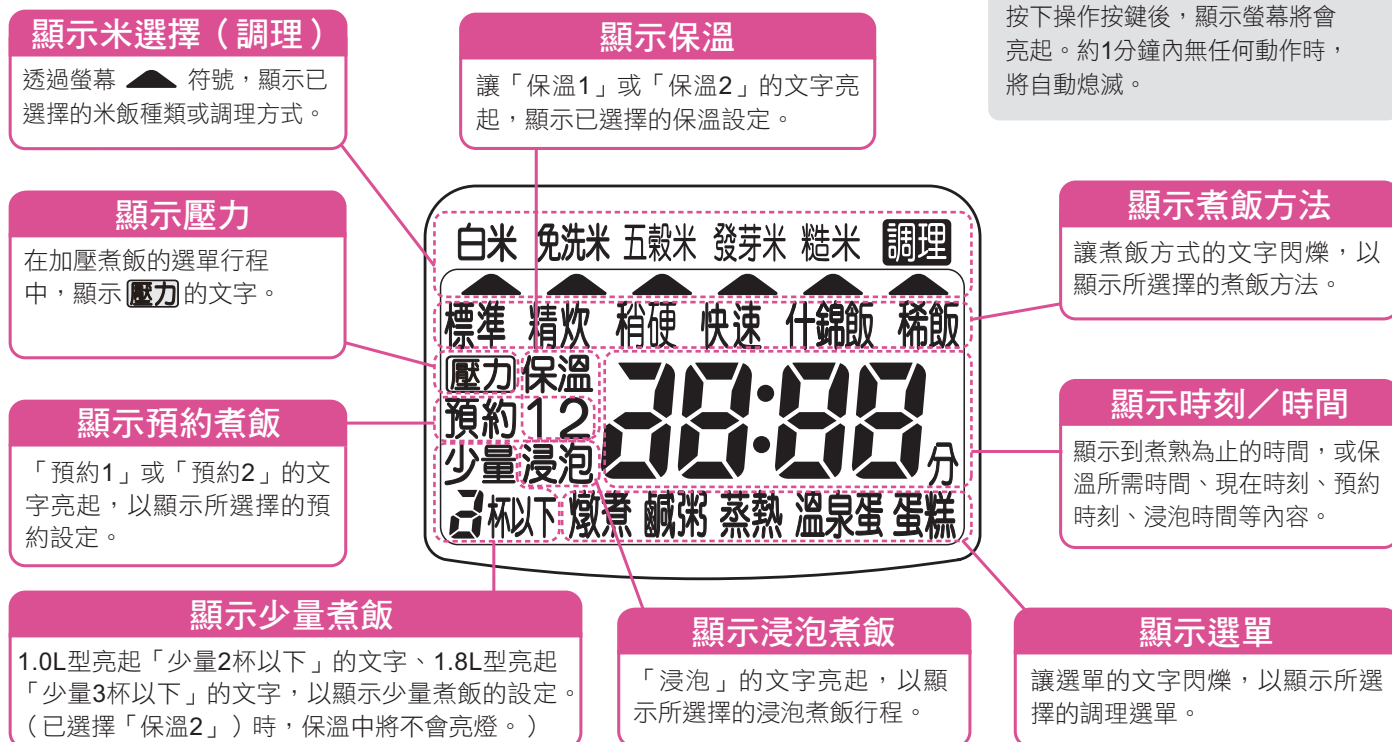 按下操作按鍵後，顯示螢幕將會
亮起。約1分鐘內無任何動作時，
將自動熄滅。
顯示米選擇（調理）
透過螢幕 ▲ 符號，顯示已
選擇的米飯種類或調理方式。
顯示保溫
讓「保溫1」或「保溫2」的文字亮
起，顯示已選擇的保溫設定。
顯示壓力
在加壓煮飯的選單行程
中，顯示壓力的文字。
顯示預約煮飯
「預約1」或「預約2」的文
字亮起，以顯示所選擇的預
約設定。
白米 免洗米 五穀米 發芽米 糙米 調理
標準 精炊 稍硬 快速 什錦飯 稀飯
壓力 保溫
預約 1 2
38:88
少量 浸泡
分
2杯以下 燉煮 鹹粥 蒸熱 溫泉蛋 蛋糕
顯示煮飯方法
讓煮飯方式的文字閃爍，以
顯示所選擇的煮飯方法。
顯示時刻／時間
顯示到煮熟為止的時間，或保
溫所需時間、現在時刻、預約
時刻、浸泡時間等內容。
顯示少量煮飯
1.0L型亮起「少量2杯以下」的文字、1.8L型亮起
「少量3杯以下」的文字，以顯示少量煮飯的設定。
（已選擇「保溫2」）時，保溫中將不會亮燈。）
顯示浸泡煮飯
「浸泡」的文字亮起，以顯
示所選擇的浸泡煮飯行程。
顯示選單
讓選單的文字閃爍，以顯示所選
擇的調理選單。